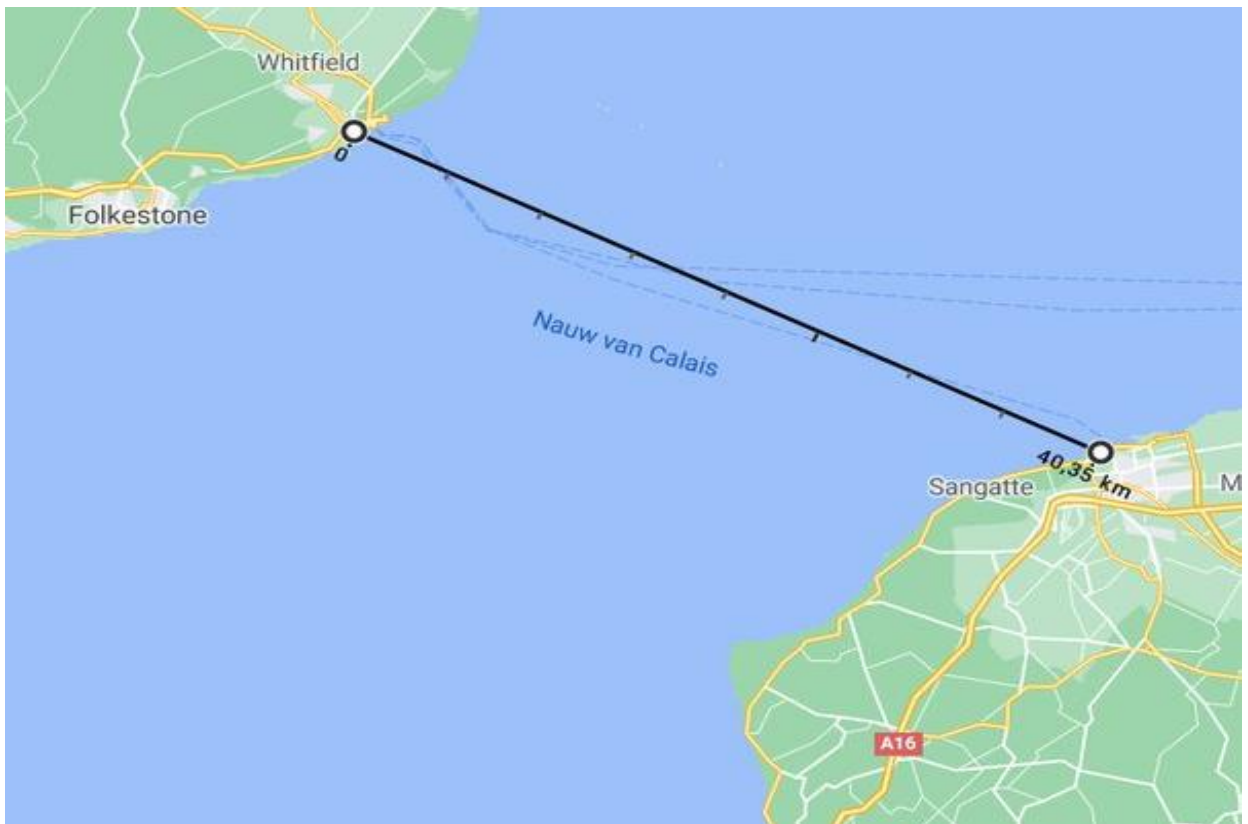 Whitfield
0
Folkestone
Nauw van Calais
40,35 km
Sangatte
M
A16